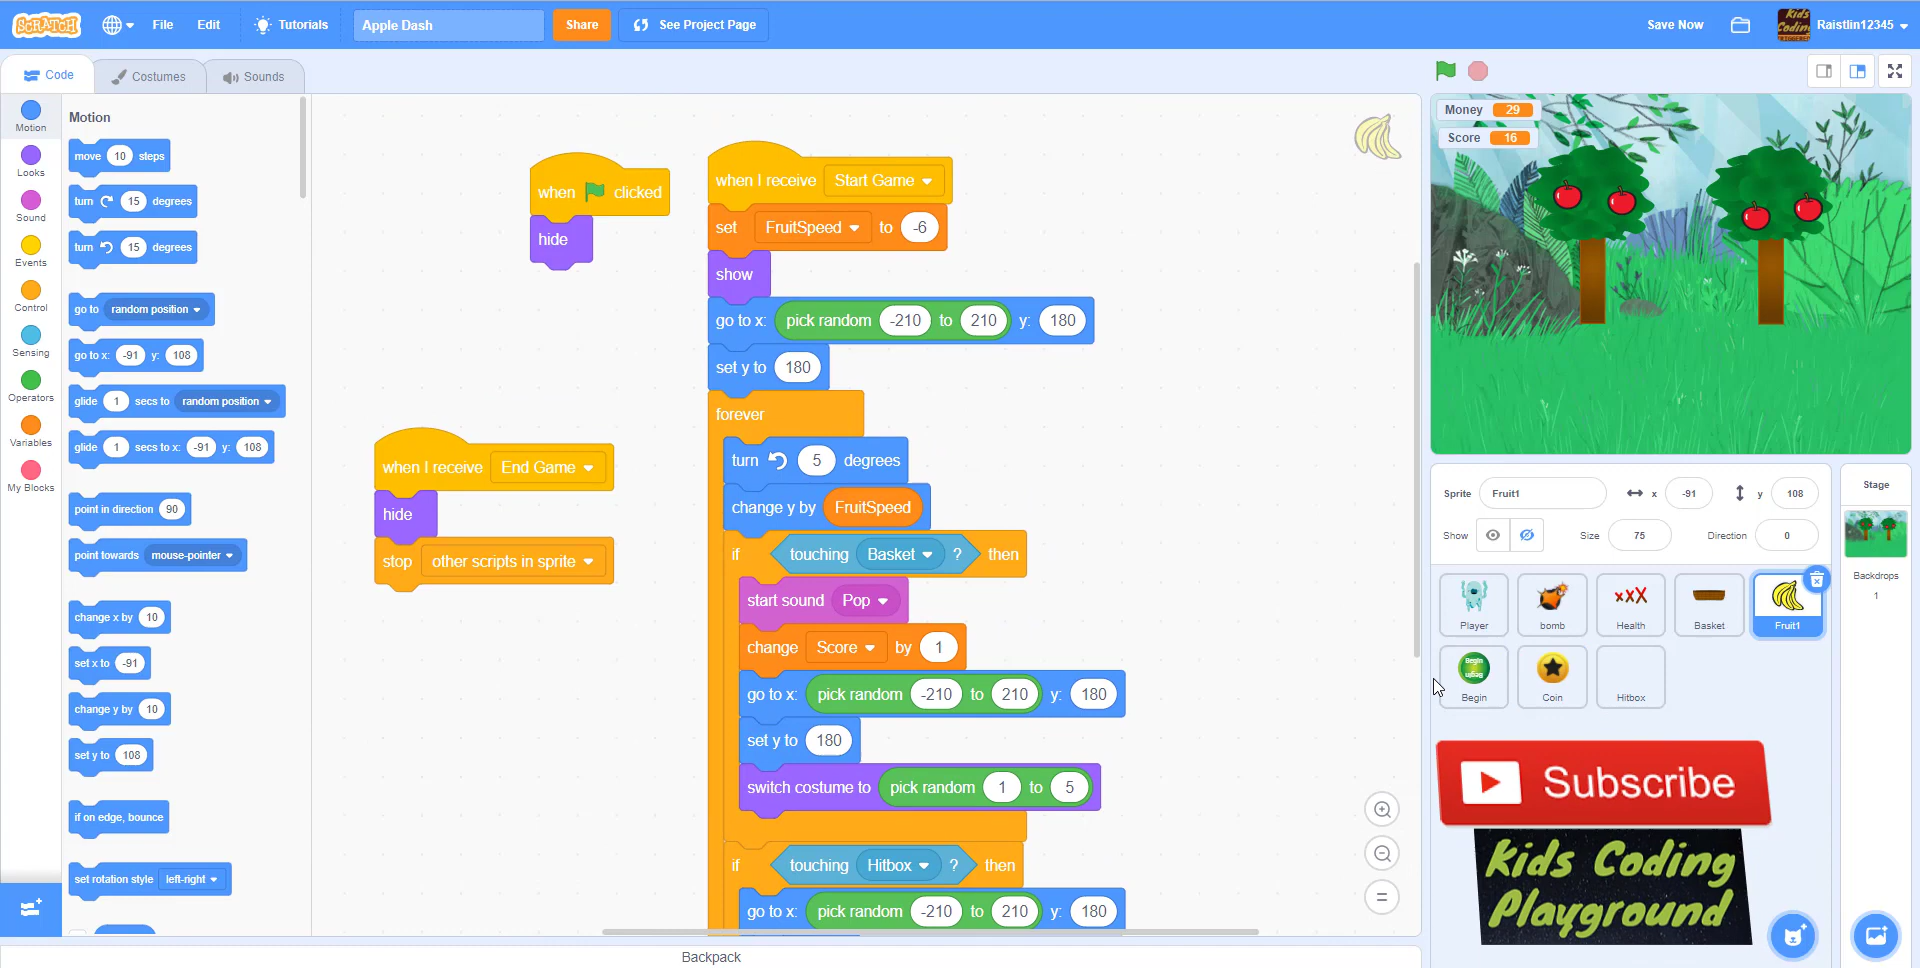 SCRATCH File Edit Tutorials Apple Dash Share See Project Page Save Now Raistlin12345
Code Costumes Sounds
Motion
Looks
Sound
Events
Control
Sensing
Operators
Variables
My Blocks
Motion
move 10 steps
turn 15 degrees
turn 15 degrees
go to random position
go to x: -91 y: 108
glide 1 secs to random position
glide 1 secs to x: -91 y: 108
point in direction 90
point towards mouse-pointer
change x by 10
set x to -91
change y by 10
set y to 108
if on edge, bounce
set rotation style left-right
when clicked
hide
when I receive End Game
hide
stop other scripts in sprite
when I receive Start Game
set FruitSpeed to -6
show
go to x: pick random -210 to 210 y: 180
set y to 180
forever
turn 5 degrees
change y by FruitSpeed
if touching Basket ? then
start sound Pop
change Score by 1
go to x: pick random -210 to 210 y: 180
set y to 180
switch costume to pick random 1 to 5
if touching Hitbox ? then
go to x: pick random -210 to 210 y: 180
Backpack
Money 29
Score 16
Sprite Fruit1 x -91 y 108
Show Size 75 Direction 0
Player bomb Health Basket Fruit1
Begin Coin Hitbox
Stage
Backdrops
1
Subscribe
Kids Coding
Playground